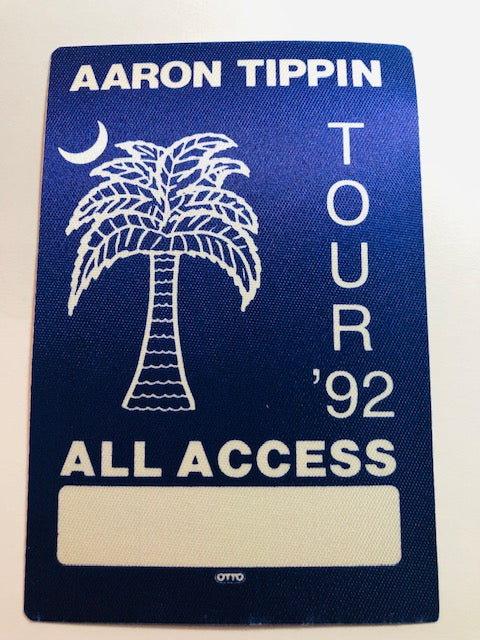 AARON TIPPIN
TOUR
'92
ALL ACCESS
OTTO